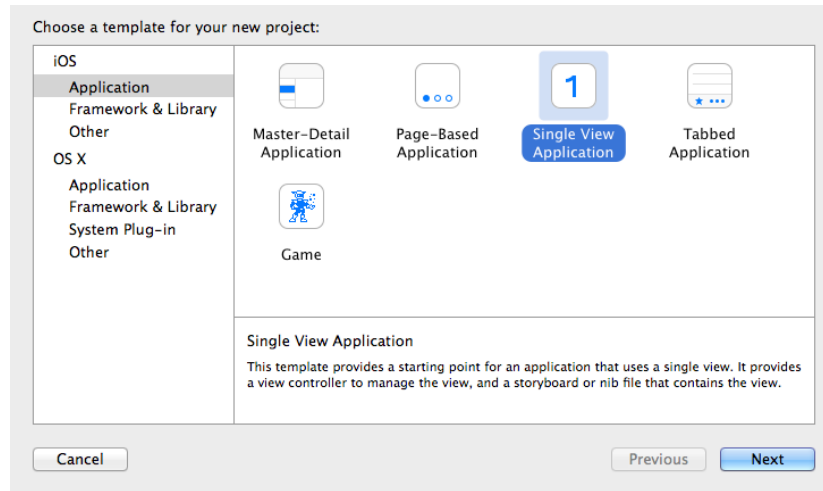 Choose a template for your new project:
iOS
Application
Framework & Library
Other
OS X
Application
Framework & Library
System Plug-in
Other
Master-Detail
Application
Page-Based
Application
1
Single View
Application
Tabbed
Application
Game
Single View Application
This template provides a starting point for an application that uses a single view. It provides
a view controller to manage the view, and a storyboard or nib file that contains the view.
Cancel
Previous
Next